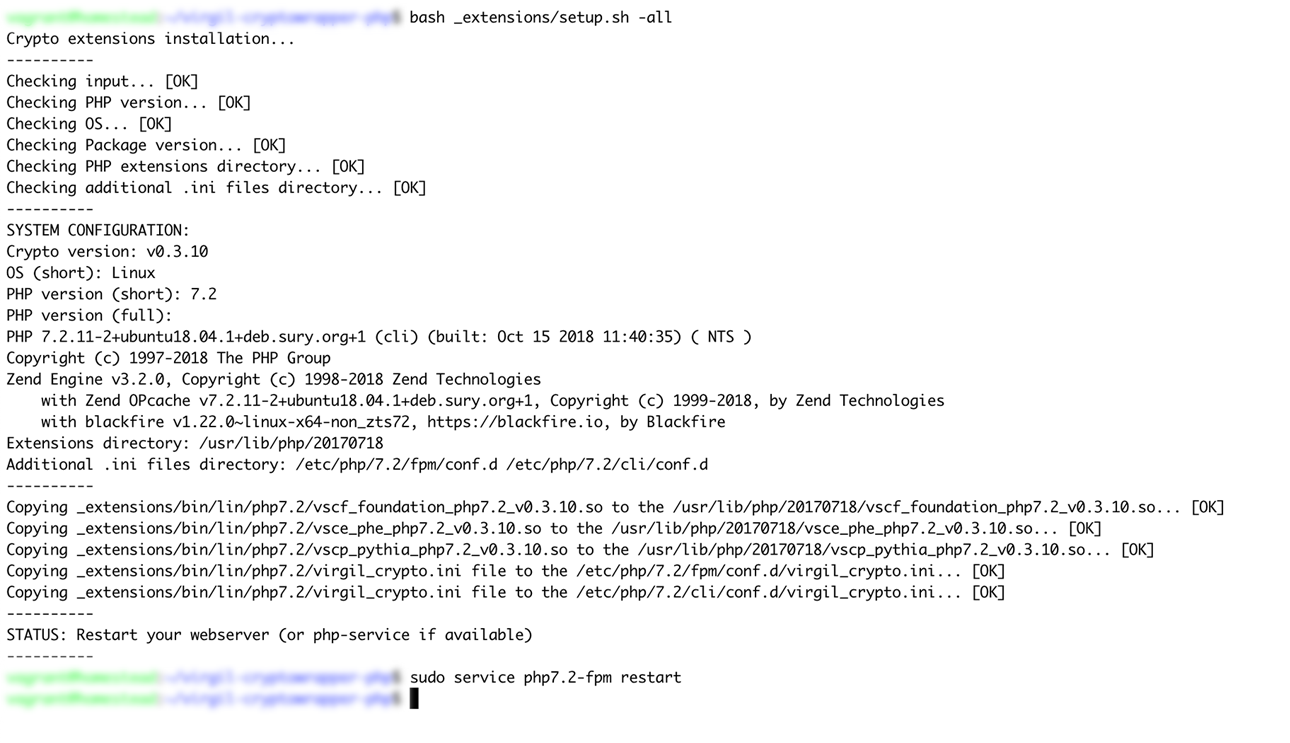 bash _extensions/setup.sh -all
Crypto extensions installation...
----------
Checking input... [OK]
Checking PHP version... [OK]
Checking OS... [OK]
Checking Package version... [OK]
Checking PHP extensions directory... [OK]
Checking additional .ini files directory... [OK]
----------
SYSTEM CONFIGURATION:
Crypto version: v0.3.10
OS (short): Linux
PHP version (short): 7.2
PHP version (full):
PHP 7.2.11-2+ubuntu18.04.1+deb.sury.org+1 (cli) (built: Oct 15 2018 11:40:35) ( NTS )
Copyright (c) 1997-2018 The PHP Group
Zend Engine v3.2.0, Copyright (c) 1998-2018 Zend Technologies
    with Zend OPcache v7.2.11-2+ubuntu18.04.1+deb.sury.org+1, Copyright (c) 1999-2018, by Zend Technologies
    with blackfire v1.22.0~linux-x64-non_zts72, https://blackfire.io, by Blackfire
Extensions directory: /usr/lib/php/20170718
Additional .ini files directory: /etc/php/7.2/fpm/conf.d /etc/php/7.2/cli/conf.d
----------
Copying _extensions/bin/lin/php7.2/vscf_foundation_php7.2_v0.3.10.so to the /usr/lib/php/20170718/vscf_foundation_php7.2_v0.3.10.so... [OK]
Copying _extensions/bin/lin/php7.2/vsce_phe_php7.2_v0.3.10.so to the /usr/lib/php/20170718/vsce_phe_php7.2_v0.3.10.so... [OK]
Copying _extensions/bin/lin/php7.2/vscp_pythia_php7.2_v0.3.10.so to the /usr/lib/php/20170718/vscp_pythia_php7.2_v0.3.10.so... [OK]
Copying _extensions/bin/lin/php7.2/virgil_crypto.ini file to the /etc/php/7.2/fpm/conf.d/virgil_crypto.ini... [OK]
Copying _extensions/bin/lin/php7.2/virgil_crypto.ini file to the /etc/php/7.2/cli/conf.d/virgil_crypto.ini... [OK]
----------
STATUS: Restart your webserver (or php-service if available)
----------
sudo service php7.2-fpm restart